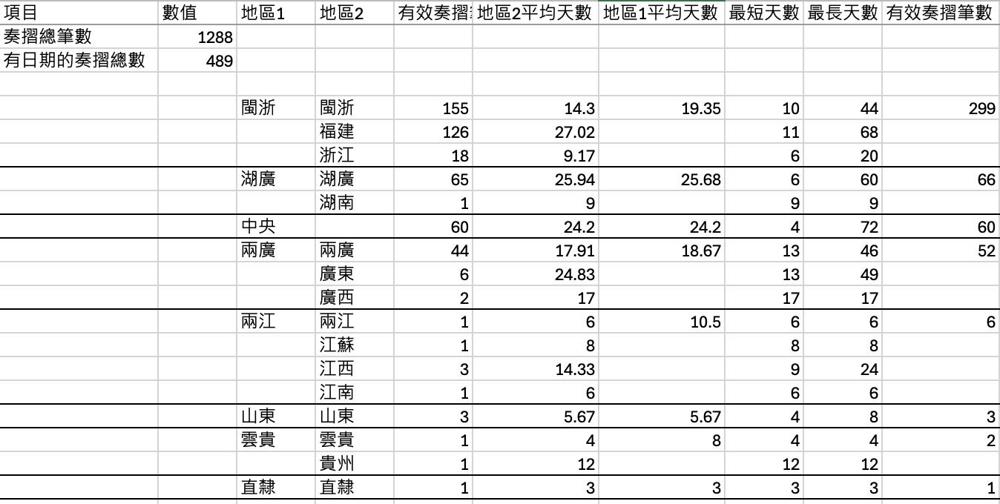 項目 數值 地區1 地區2 有效奏摺 地區2平均天數 地區1平均天數 最短天數 最長天數 有效奏摺筆數
奏摺總筆數 1288
有日期的奏摺總數 489
閩浙 閩浙 155 14.3 19.35 10 44 299
福建 126 27.02 11 68
浙江 18 9.17 6 20
湖廣 湖廣 65 25.94 25.68 6 60 66
湖南 1 9 9 9
中央 60 24.2 24.2 4 72 60
兩廣 兩廣 44 17.91 18.67 13 46 52
廣東 6 24.83 13 49
廣西 2 17 17 17
兩江 兩江 1 6 10.5 6 6 6
江蘇 1 8 8 8
江西 3 14.33 9 24
江南 1 6 6 6
山東 山東 3 5.67 5.67 4 8 3
雲貴 雲貴 1 4 8 4 4 2
貴州 1 12 12 12
直隸 直隸 1 3 3 3 3 1